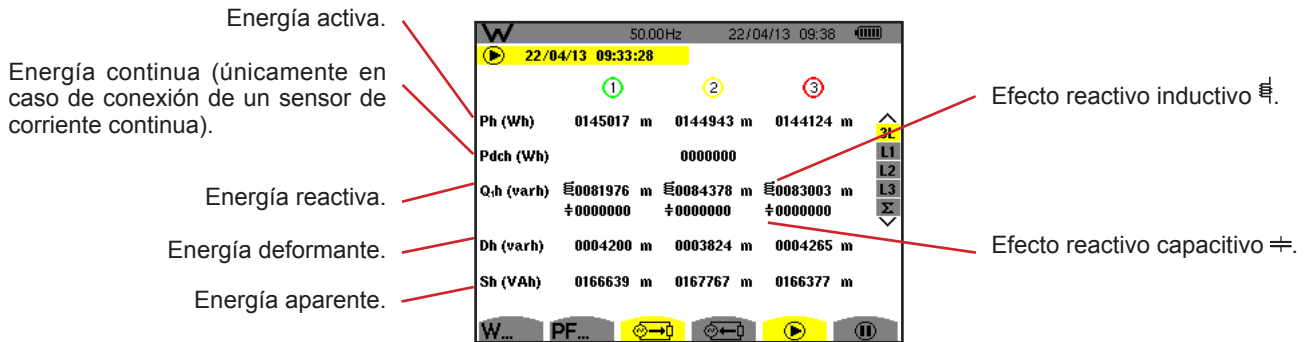 Energía activa.
Energía continua (únicamente en
caso de conexión de un sensor de
corriente continua).
Energía reactiva.
Energía deformante.
Energía aparente.
W 50.00Hz 22/04/13 09:38
22/04/13 09:33:28
1 2 3
Ph (Wh) 0145017 m 0144943 m 0144124 m
Pdch (Wh) 0000000
Q₁h (varh) 0081976 m 0084378 m 0083003 m
0000000 0000000 0000000
Dh (varh) 0004200 m 0003824 m 0004265 m
Sh (VAh) 0166639 m 0167767 m 0166377 m
3L
L1
L2
L3
Σ
W... PF...
Efecto reactivo inductivo.
Efecto reactivo capacitivo.